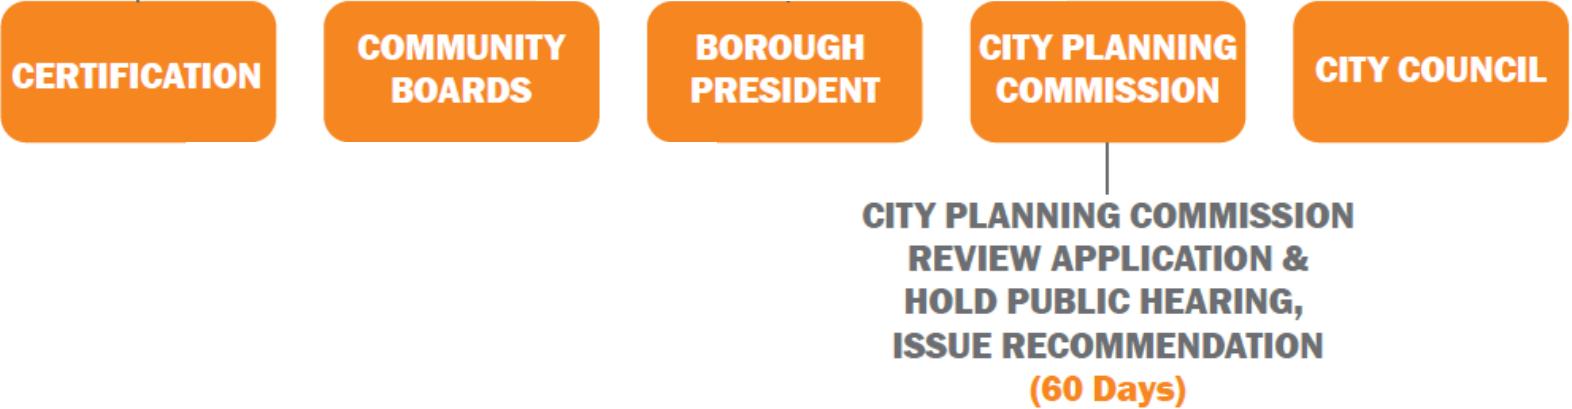 CERTIFICATION
COMMUNITY
BOARDS
BOROUGH
PRESIDENT
CITY PLANNING
COMMISSION
CITY COUNCIL
CITY PLANNING COMMISSION
REVIEW APPLICATION &
HOLD PUBLIC HEARING,
ISSUE RECOMMENDATION
(60 Days)